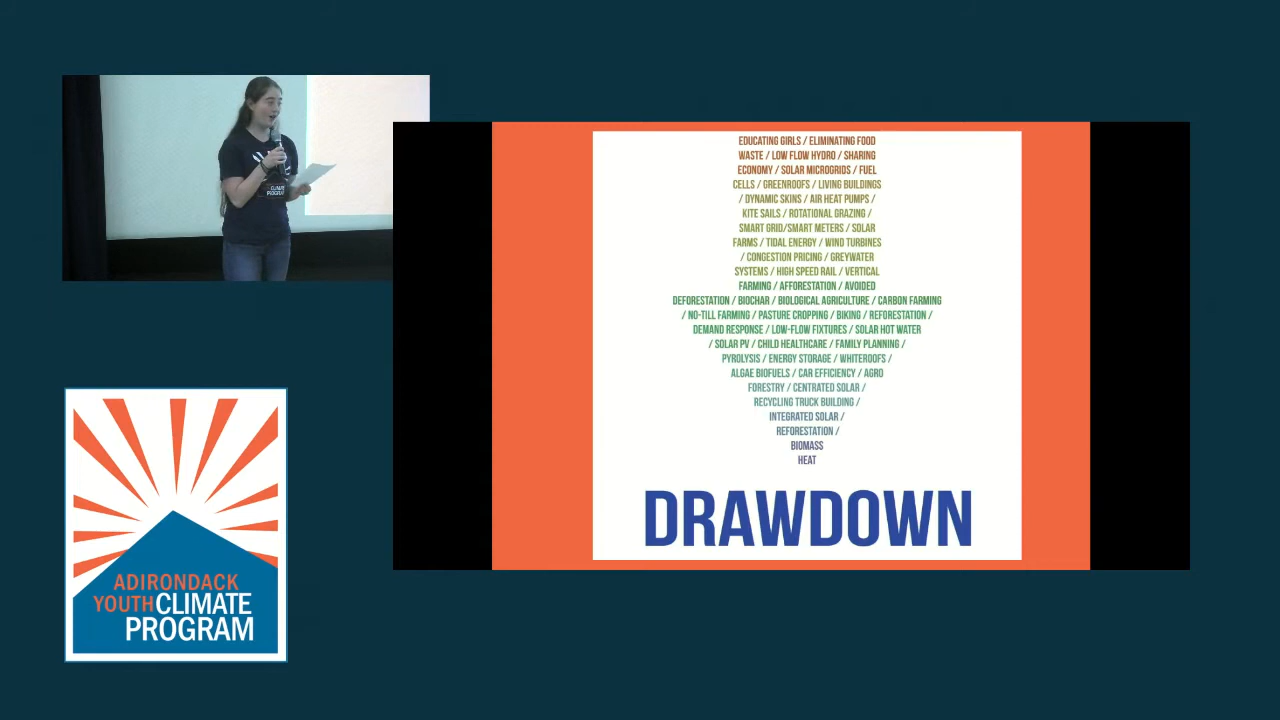 EDUCATING GIRLS / ELIMINATING FOOD
WASTE / LOW FLOW HYDRO / SHARING
ECONOMY / SOLAR MICROGRIDS / FUEL
CELLS / GREENROOFS / LIVING BUILDINGS
/ DYNAMIC SKINS / AIR HEAT PUMPS /
KITE SAILS / ROTATIONAL GRAZING /
SMART GRID/SMART METERS / SOLAR
FARMS / TIDAL ENERGY / WIND TURBINES
/ CONGESTION PRICING / GREYWATER
SYSTEMS / HIGH SPEED RAIL / VERTICAL
FARMING / AFFORESTATION / AVOIDED
DEFORESTATION / BIOCHAR / BIOLOGICAL AGRICULTURE / CARBON FARMING
/ NO-TILL FARMING / PASTURE CROPPING / BIKING / REFORESTATION /
DEMAND RESPONSE / LOW-FLOW FIXTURES / SOLAR HOT WATER
/ SOLAR PV / CHILD HEALTHCARE / FAMILY PLANNING /
PYROLYSIS / ENERGY STORAGE / WHITEROOFS /
ALGAE BIOFUELS / CAR EFFICIENCY / AGRO
FORESTRY / CENTRATED SOLAR /
RECYCLING TRUCK BUILDING /
INTEGRATED SOLAR /
REFORESTATION /
BIOMASS
HEAT
DRAWDOWN
CLIMATE
PROGRAM
ADIRONDACK
YOUTH CLIMATE
PROGRAM